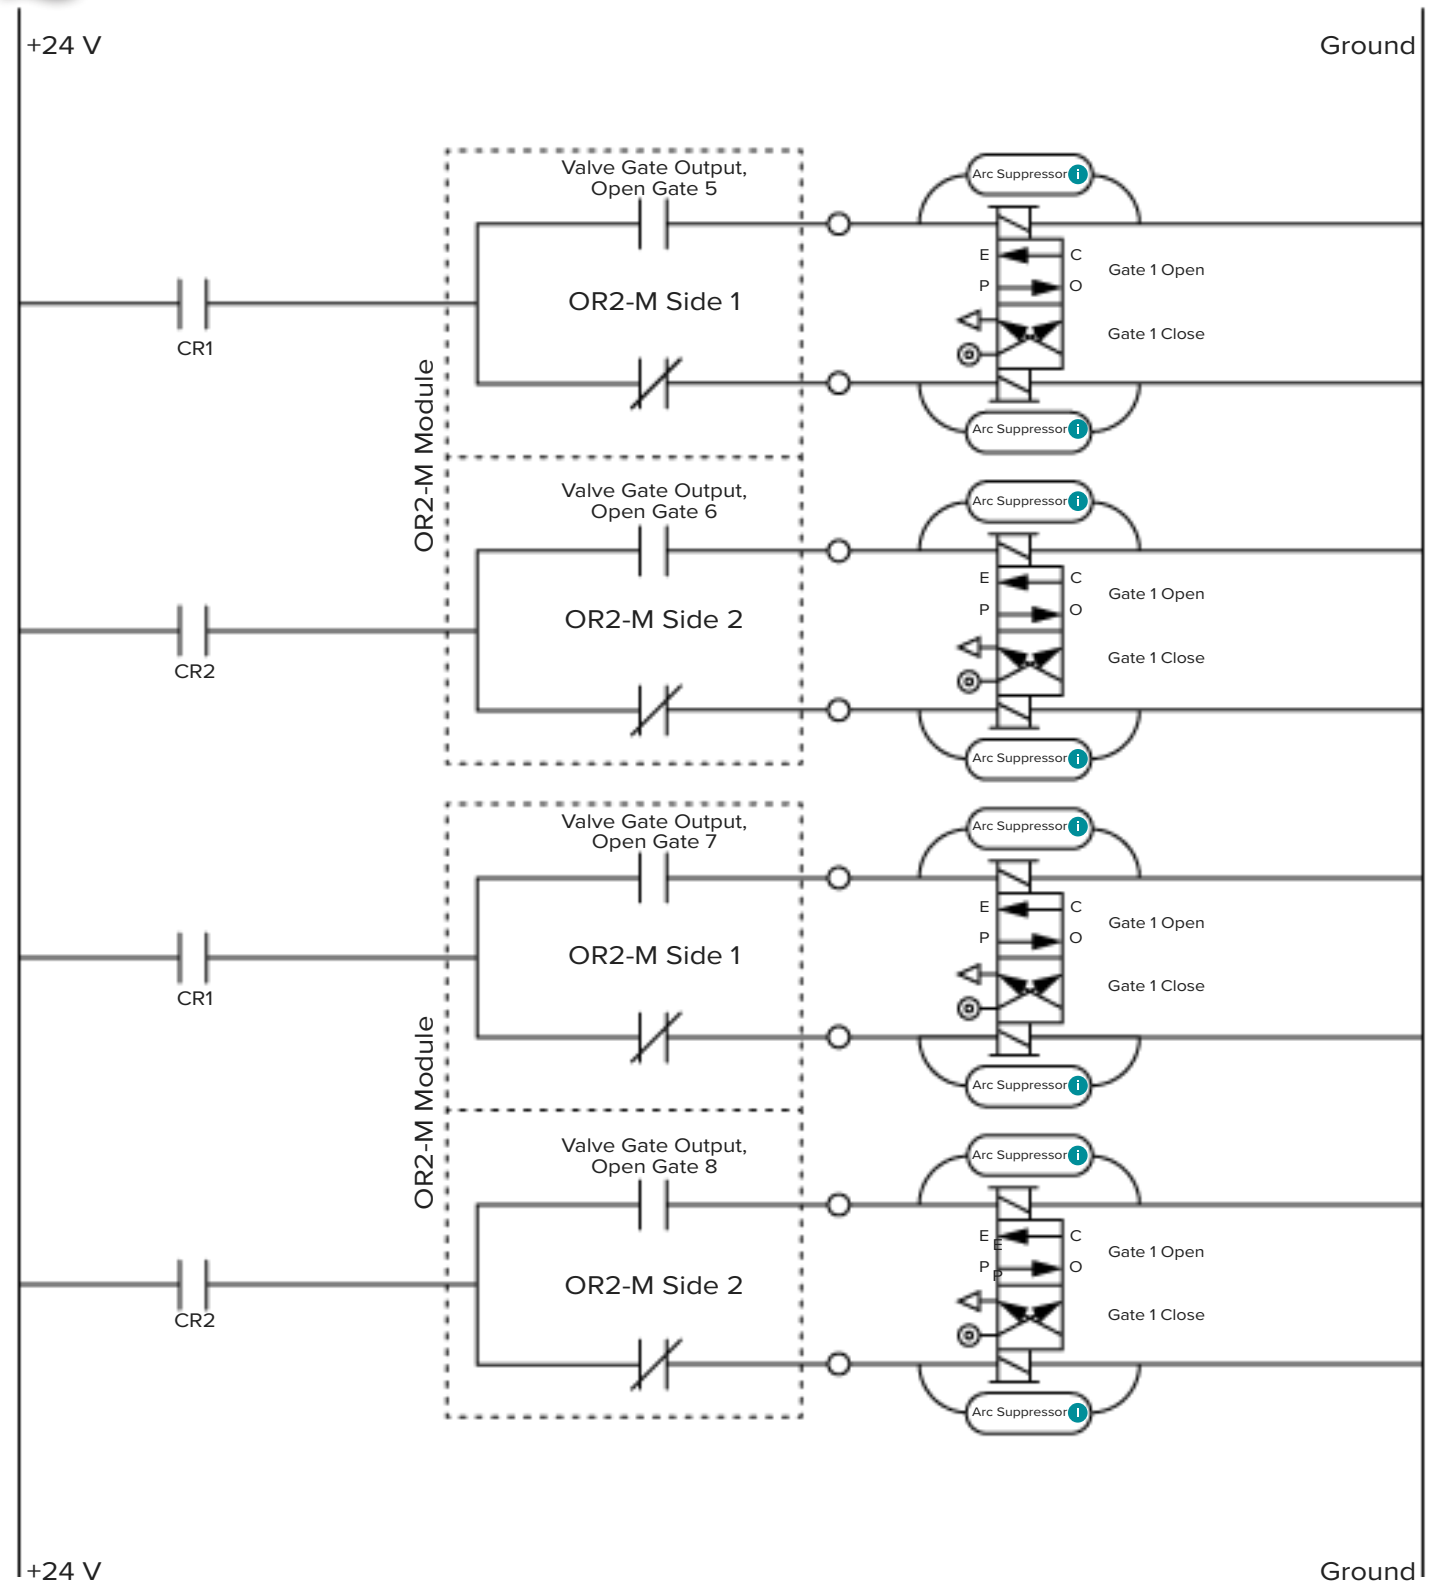 +24 V
Ground
Valve Gate Output,
Open Gate 5
OR2-M Side 1
CR1
Arc Suppressor i
E
C
Gate 1 Open
P
O
Gate 1 Close
Arc Suppressor i
OR2-M Module
Valve Gate Output,
Open Gate 6
OR2-M Side 2
CR2
Arc Suppressor i
E
C
Gate 1 Open
P
O
Gate 1 Close
Arc Suppressor i
Valve Gate Output,
Open Gate 7
OR2-M Side 1
CR1
Arc Suppressor i
E
C
Gate 1 Open
P
O
Gate 1 Close
Arc Suppressor i
OR2-M Module
Valve Gate Output,
Open Gate 8
OR2-M Side 2
CR2
Arc Suppressor i
E
E
C
Gate 1 Open
P
P
O
Gate 1 Close
Arc Suppressor I
+24 V
Ground